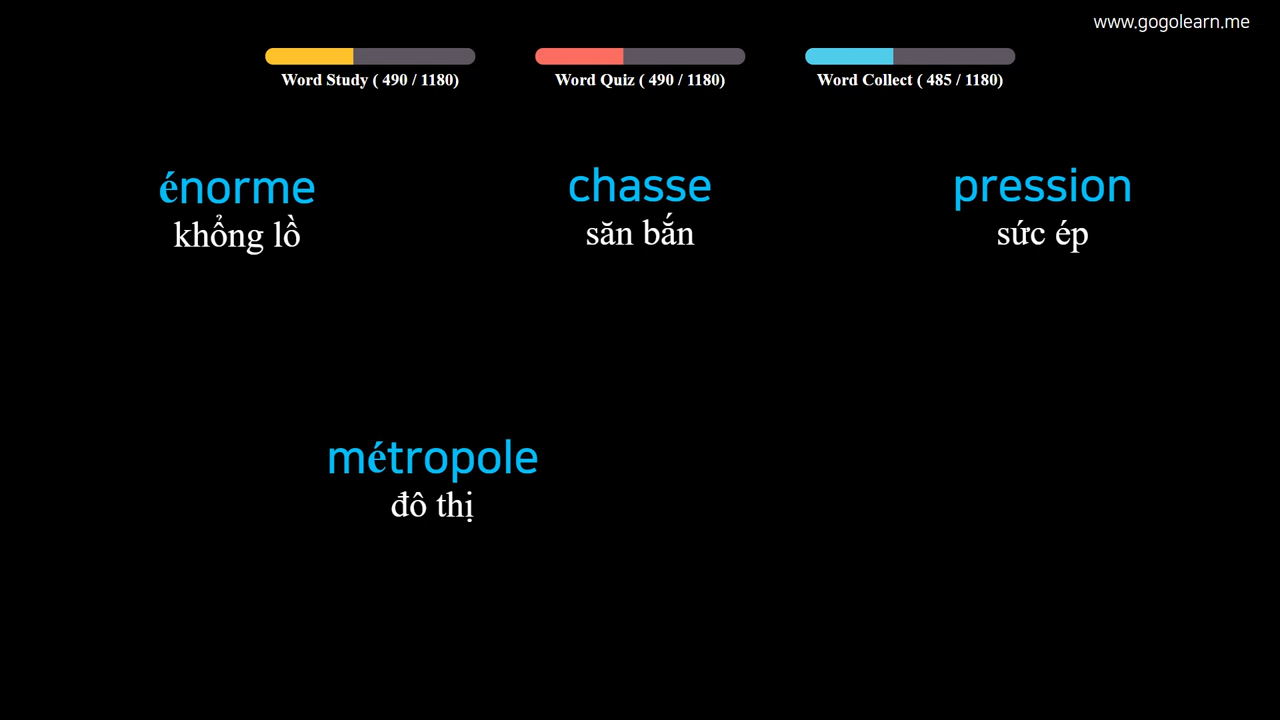 www.gogolearn.me
Word Study ( 490 / 1180)
Word Quiz ( 490 / 1180)
Word Collect ( 485 / 1180)
énorme
khổng lồ
chasse
săn bắn
pression
sức ép
métropole
đô thị